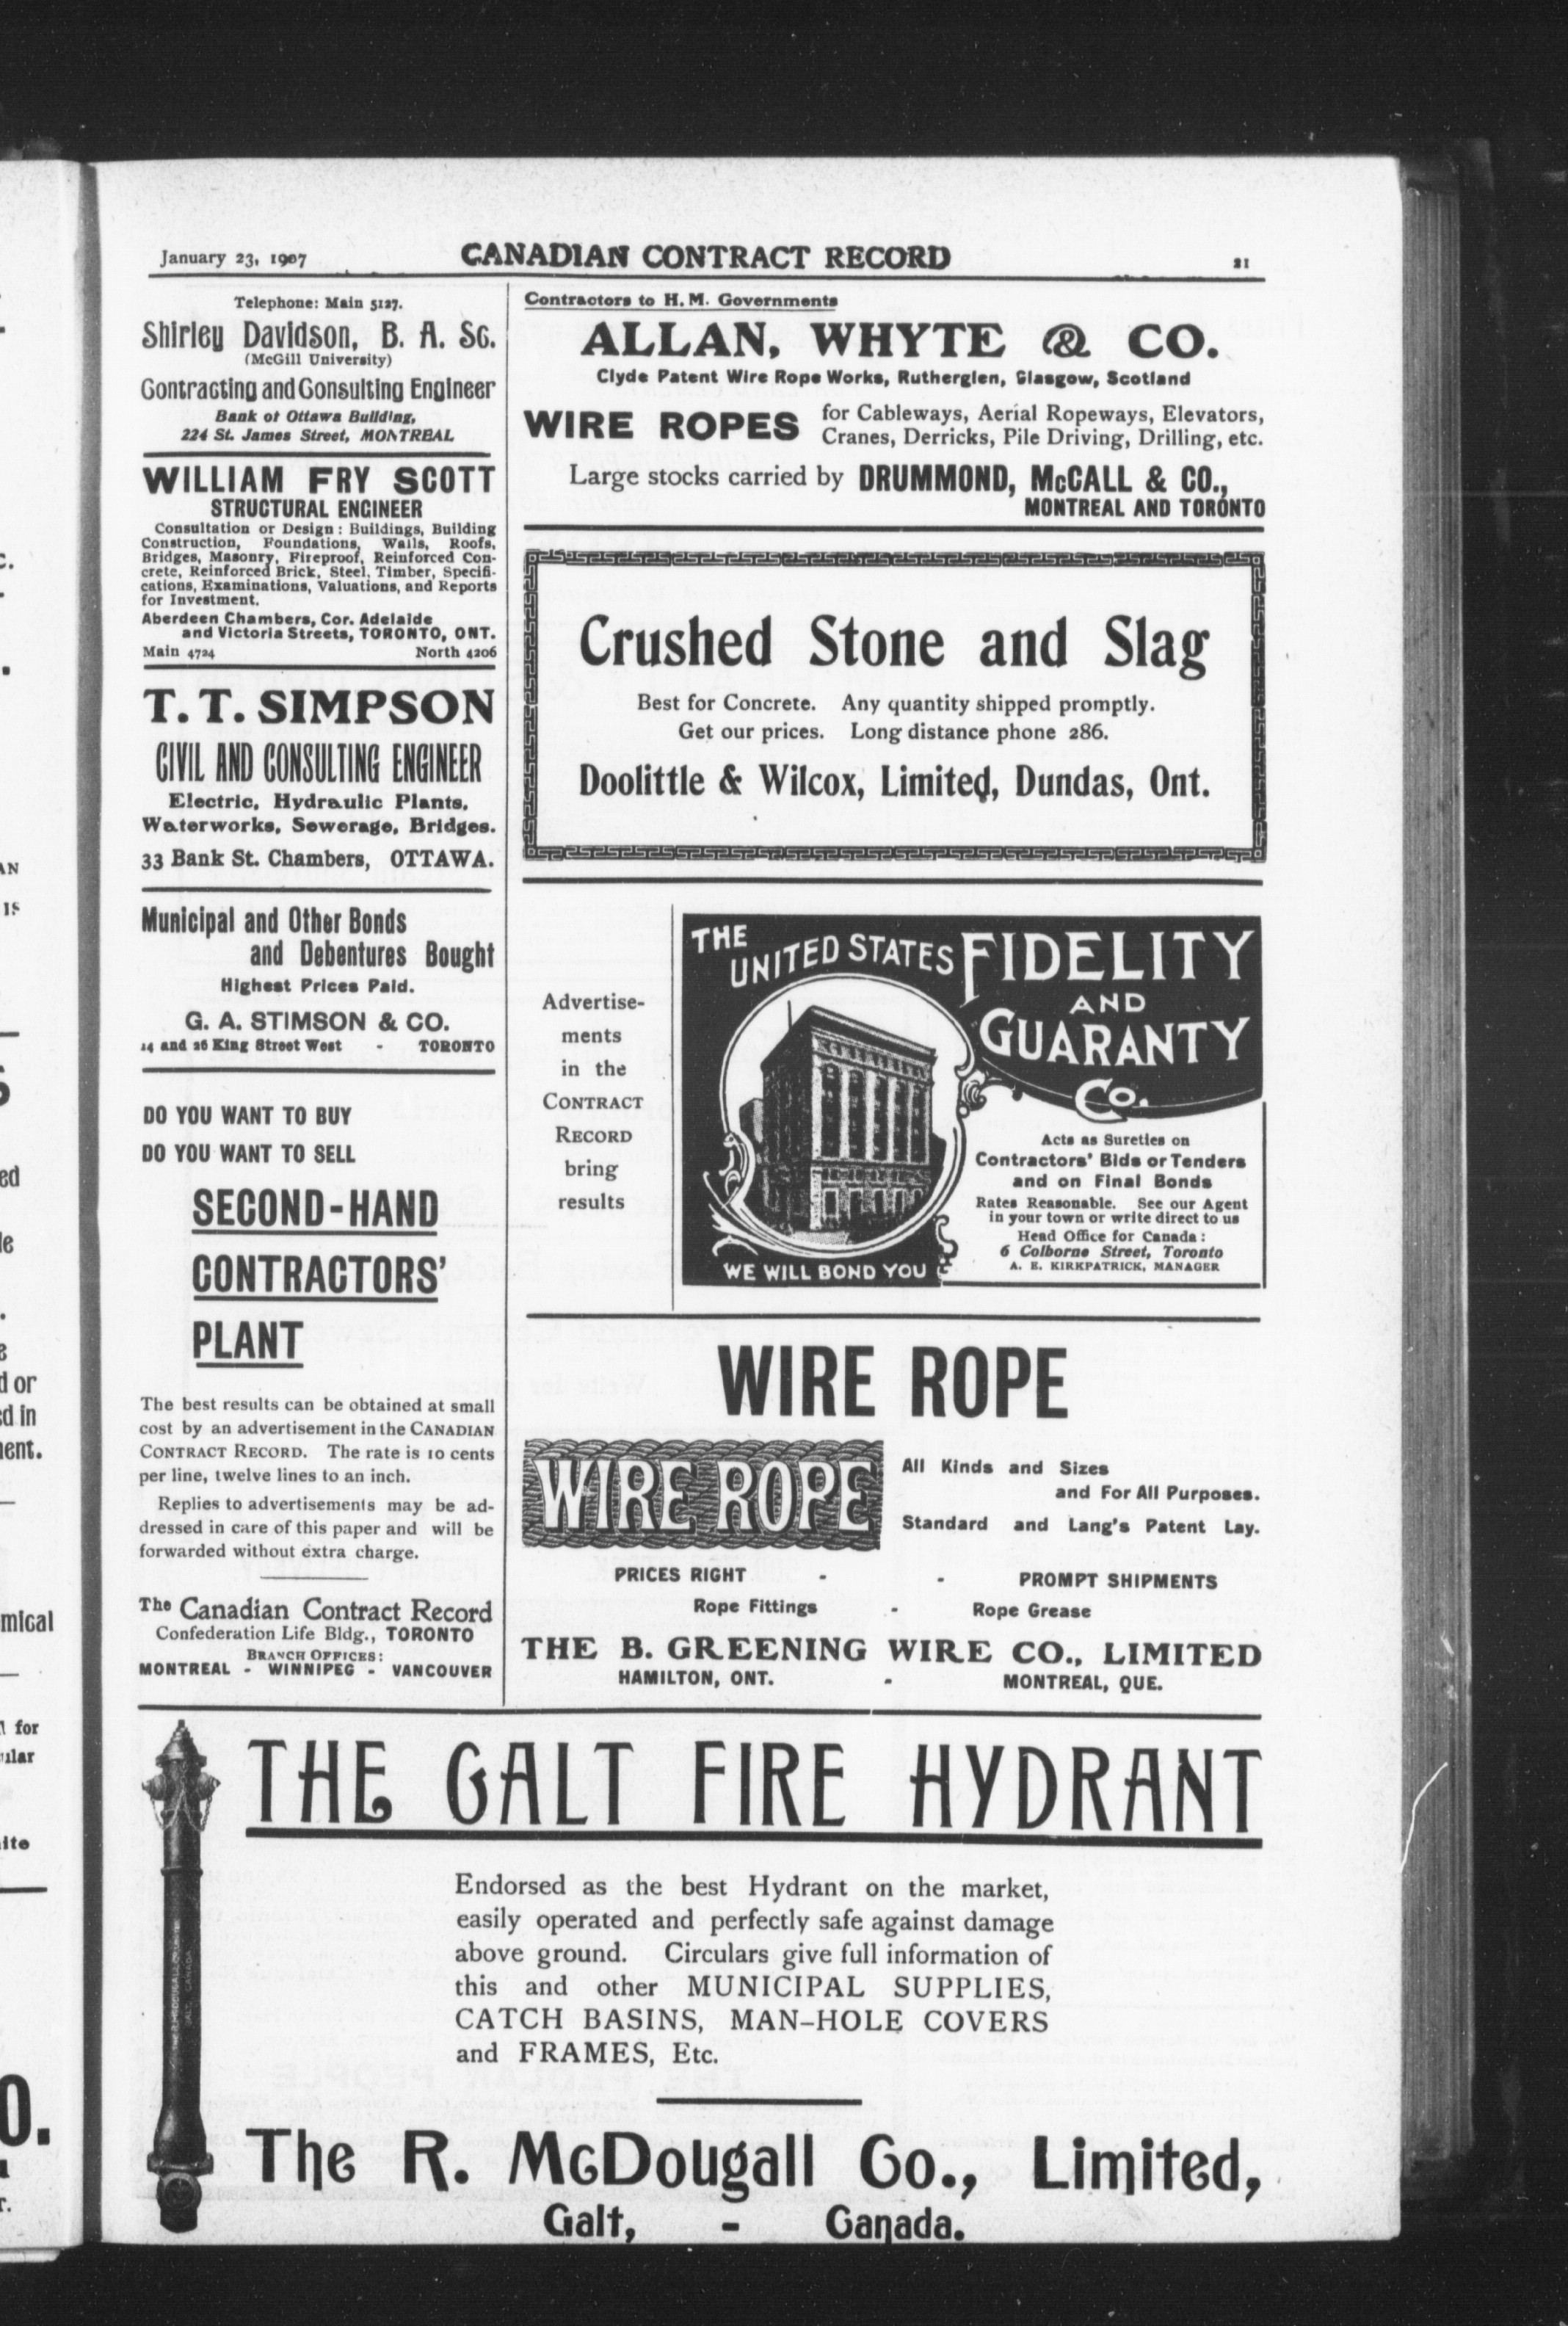 January 23, 1907
CANADIAN CONTRACT RECORD
21
Telephone: Main 5127.
Shirley Davidson, B. A. Sc.
(McGill University)
Contracting and Consulting Engineer
Bank of Ottawa Building,
224 St. James Street, MONTREAL
WILLIAM FRY SCOTT
STRUCTURAL ENGINEER
Consultation or Design: Buildings, Building
Construction, Foundations, Walls, Roofs,
Bridges, Masonry, Fireproof, Reinforced Con-
crete, Reinforced Brick, Steel, Timber, Specifi-
cations, Examinations, Valuations, and Reports
for Investment.
Aberdeen Chambers, Cor. Adelaide
and Victoria Streets, TORONTO, ONT.
Main 4724 North 4206
T. T. SIMPSON
CIVIL AND CONSULTING ENGINEER
Electric, Hydraulic Plants,
Waterworks, Sewerage, Bridges.
33 Bank St. Chambers, OTTAWA.
Municipal and Other Bonds
and Debentures Bought
Highest Prices Paid.
G. A. STIMSON & CO.
24 and 26 King Street West - TORONTO
DO YOU WANT TO BUY
DO YOU WANT TO SELL
SECOND-HAND
CONTRACTORS'
PLANT
The best results can be obtained at small
cost by an advertisement in the CANADIAN
CONTRACT RECORD. The rate is 10 cents
per line, twelve lines to an inch.
Replies to advertisements may be ad-
dressed in care of this paper and will be
forwarded without extra charge.
The Canadian Contract Record
Confederation Life Bldg., TORONTO
BRANCH OFFICES:
MONTREAL - WINNIPEG - VANCOUVER
Contractors to H. M. Governments
ALLAN, WHYTE & CO.
Clyde Patent Wire Rope Works, Rutherglen, Glasgow, Scotland
WIRE ROPES
for Cableways, Aerial Ropeways, Elevators,
Cranes, Derricks, Pile Driving, Drilling, etc.
Large stocks carried by DRUMMOND, McCALL & CO.,
MONTREAL AND TORONTO
Crushed Stone and Slag
Best for Concrete. Any quantity shipped promptly.
Get our prices. Long distance phone 286.
Doolittle & Wilcox, Limited, Dundas, Ont.
Advertise-
ments
in the
CONTRACT
RECORD
bring
results
THE
UNITED STATES
FIDELITY
AND
GUARANTY
Co.
Acts as Sureties on
Contractors' Bids or Tenders
and on Final Bonds
Rates Reasonable. See our Agent
in your town or write direct to us
Head Office for Canada:
6 Colborne Street, Toronto
A. E. KIRKPATRICK, MANAGER
WE WILL BOND YOU
WIRE ROPE
WIRE ROPE
All Kinds and Sizes
and For All Purposes.
Standard and Lang's Patent Lay.
PRICES RIGHT - - PROMPT SHIPMENTS
Rope Fittings - Rope Grease
THE B. GREENING WIRE CO., LIMITED
HAMILTON, ONT. - MONTREAL, QUE.
THE GALT FIRE HYDRANT
Endorsed as the best Hydrant on the market,
easily operated and perfectly safe against damage
above ground. Circulars give full information of
this and other MUNICIPAL SUPPLIES,
CATCH BASINS, MAN-HOLE COVERS
and FRAMES, Etc.
The R. McDougall Co., Limited,
Galt, - Canada.